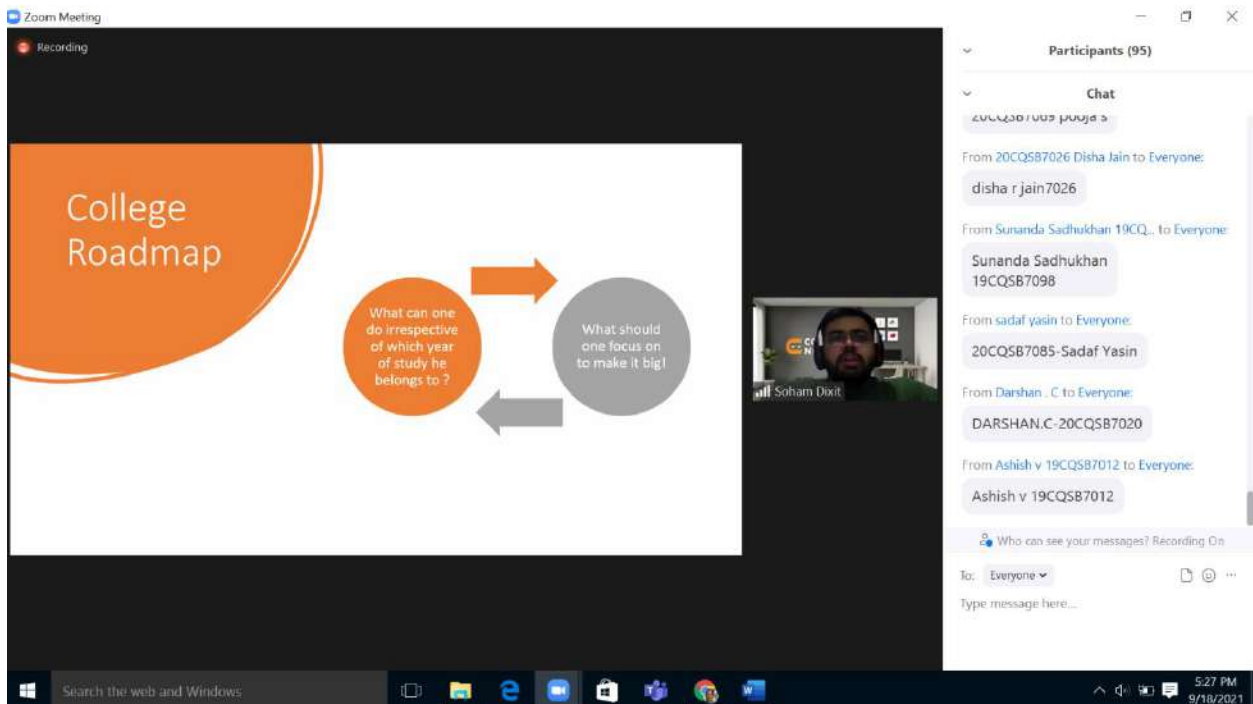 Zoom Meeting
Recording
College
Roadmap
What can one
do irrespective
of which year
of study he
belongs to ?
What should
one focus on
to make it big!
Soham Dixit
Participants (95)
Chat
From 20CQSB7026 Disha Jain to Everyone:
disha r jain7026
From Sunanda Sadhukhan 19CQ... to Everyone:
Sunanda Sadhukhan
19CQSB7098
From sadaf yasin to Everyone:
20CQSB7085-Sadaf Yasin
From Darshan . C to Everyone:
DARSHAN.C-20CQSB7020
From Ashish v 19CQSB7012 to Everyone:
Ashish v 19CQSB7012
Who can see your messages? Recording On
To: Everyone
Type message here...
Search the web and Windows
5:27 PM
9/18/2021